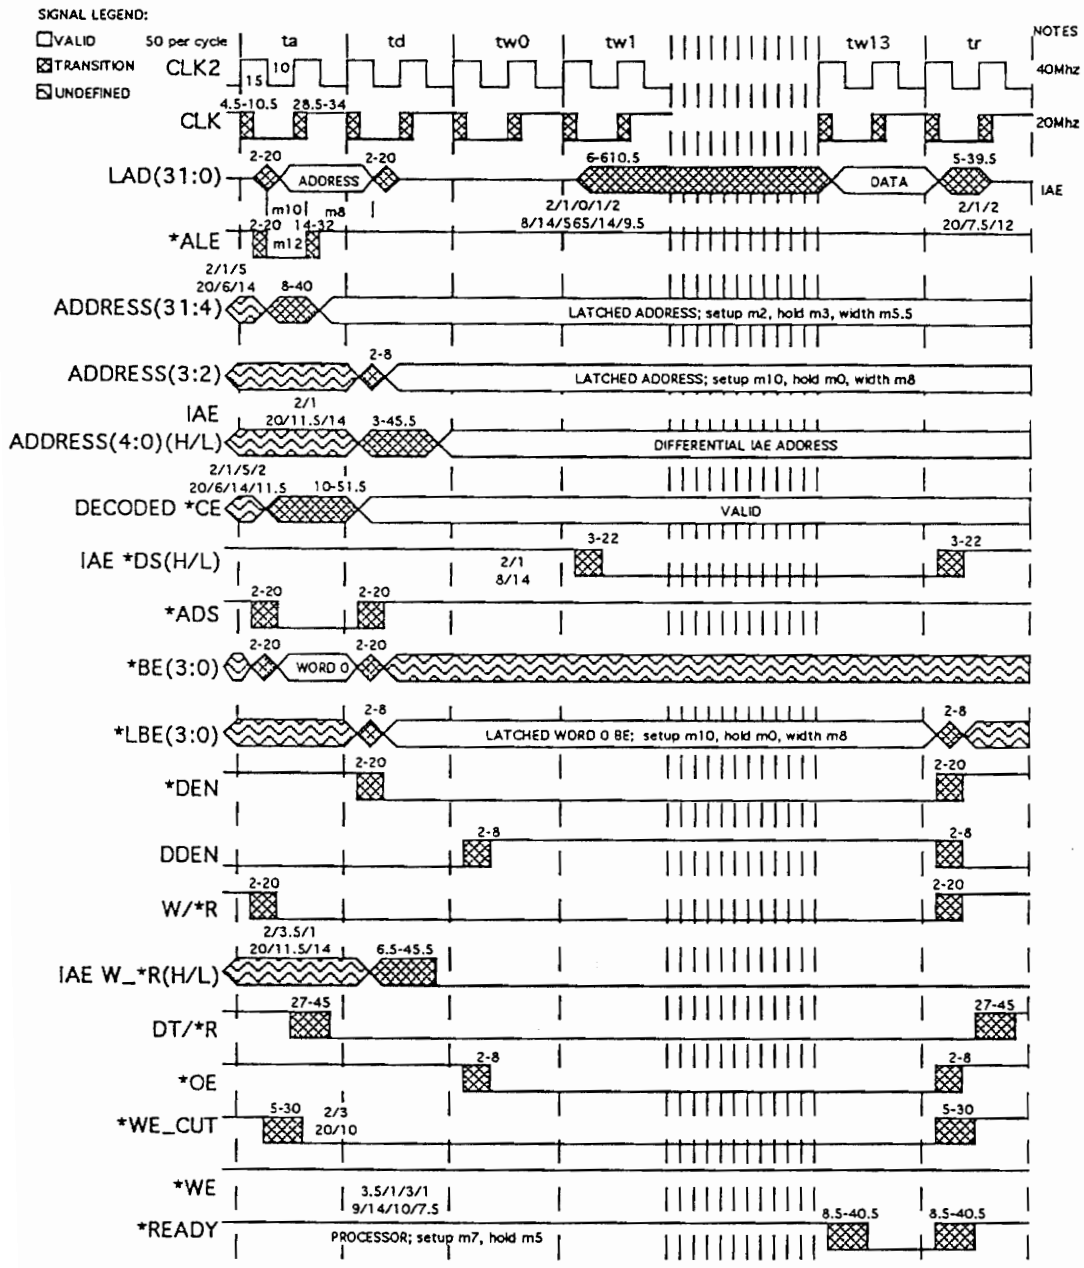 SIGNAL LEGEND:
VALID
TRANSITION
UNDEFINED
50 per cycle ta td tw0 tw1 tw13 tr NOTES
CLK2 15 10 40Mhz
4.5-10.5 28.5-34
CLK 20Mhz
2-20 2-20 6-610.5 5-39.5
LAD(31:0) ADDRESS DATA IAE
m10 m8 2/1/0/1/2 2/1/2
2-20 14-32 8/14/565/14/9.5 20/7.5/12
*ALE m12
2/1/5
20/6/14 8-40
ADDRESS(31:4) LATCHED ADDRESS; setup m2, hold m3, width m5.5
2-8
ADDRESS(3:2) LATCHED ADDRESS; setup m10, hold m0, width m8
IAE 2/1
20/11.5/14 3-45.5
ADDRESS(4:0)(H/L) DIFFERENTIAL IAE ADDRESS
2/1/5/2
20/6/14/11.5 10-51.5
DECODED *CE VALID
3-22 3-22
IAE *DS(H/L) 2/1
8/14
2-20 2-20
*ADS
2-20 2-20
*BE(3:0) WORD 0
2-8 2-8
*LBE(3:0) LATCHED WORD 0 BE; setup m10, hold m0, width m8
2-20 2-20
*DEN
2-8 2-8
DDEN
2-20 2-20
W/*R
2/3.5/1
20/11.5/14 6.5-45.5
IAE W_*R(H/L)
27-45 27-45
DT/*R
2-8 2-8
*OE
5-30 2/3 5-30
*WE_CUT 20/10
*WE
3.5/1/3/1
9/14/10/7.5 8.5-40.5 8.5-40.5
*READY PROCESSOR; setup m7, hold m5